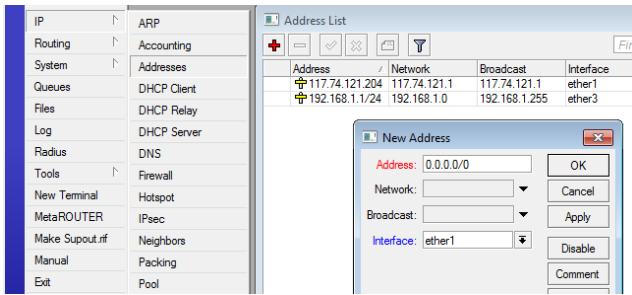 IP
Routing
System
Queues
Files
Log
Radius
Tools
New Terminal
MetaROUTER
Make Supout.rif
Manual
Exit
ARP
Accounting
Addresses
DHCP Client
DHCP Relay
DHCP Server
DNS
Firewall
Hotspot
IPsec
Neighbors
Packing
Pool
Address List
Address Network Broadcast Interface
117.74.121.204 117.74.121.1 117.74.121.1 ether1
192.168.1.1/24 192.168.1.0 192.168.1.255 ether3
New Address
Address: 0.0.0.0/0
Network:
Broadcast:
Interface: ether1
OK
Cancel
Apply
Disable
Comment